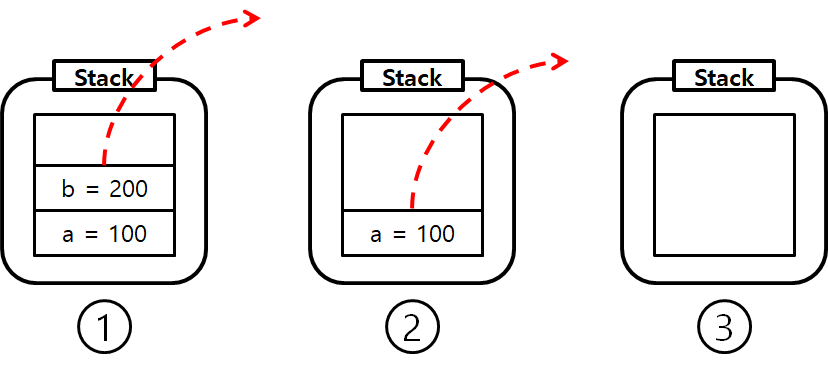 Stack
b = 200
a = 100
1
Stack
a = 100
2
Stack
3